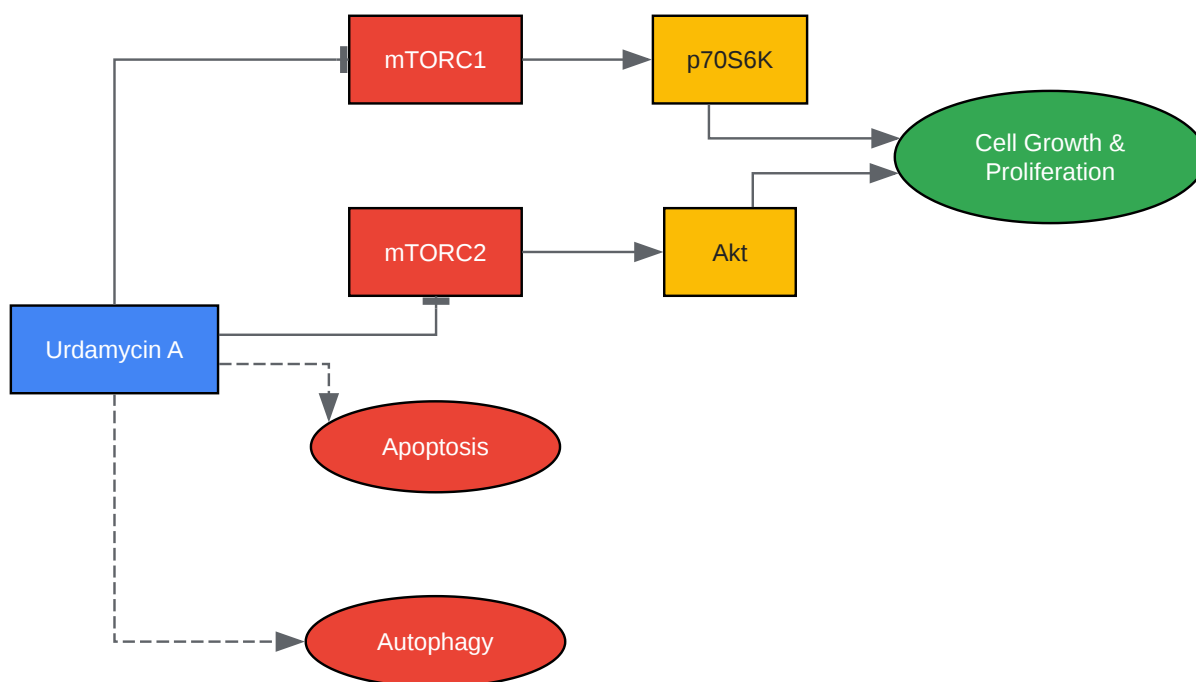 mTORC1
p70S6K
Cell Growth &
Proliferation
mTORC2
Akt
Urdamycin A
Apoptosis
Autophagy